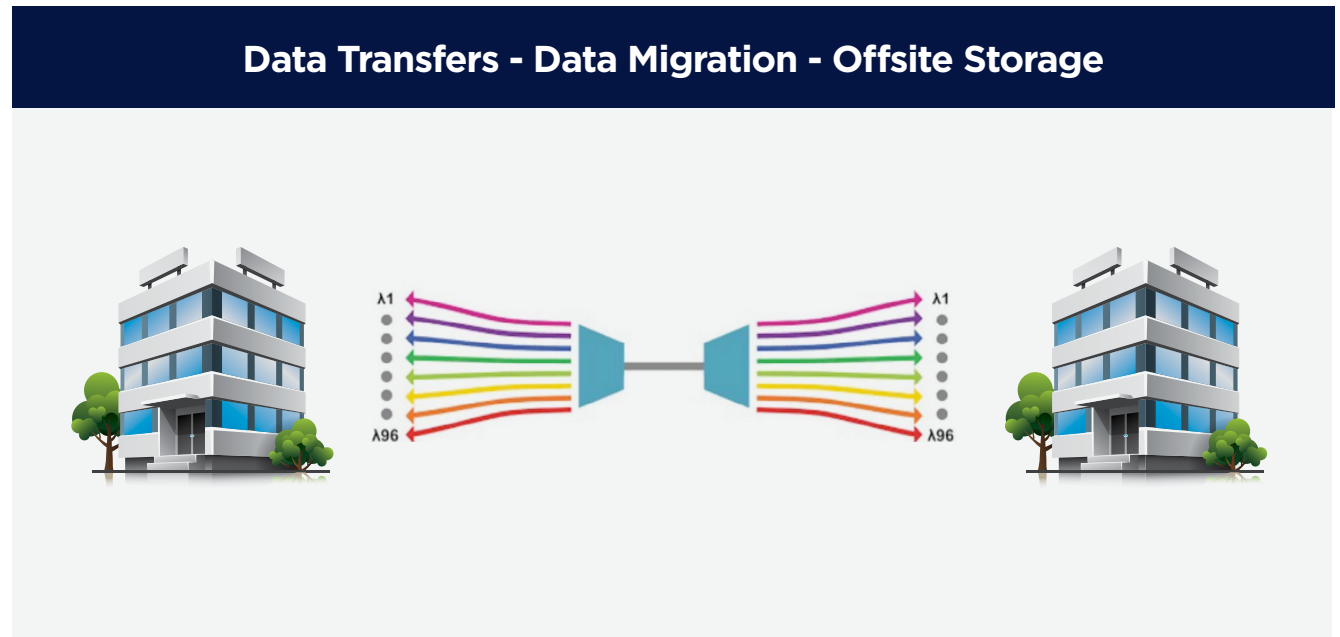 Data Transfers - Data Migration - Offsite Storage
λ1
λ1
λ96
λ96